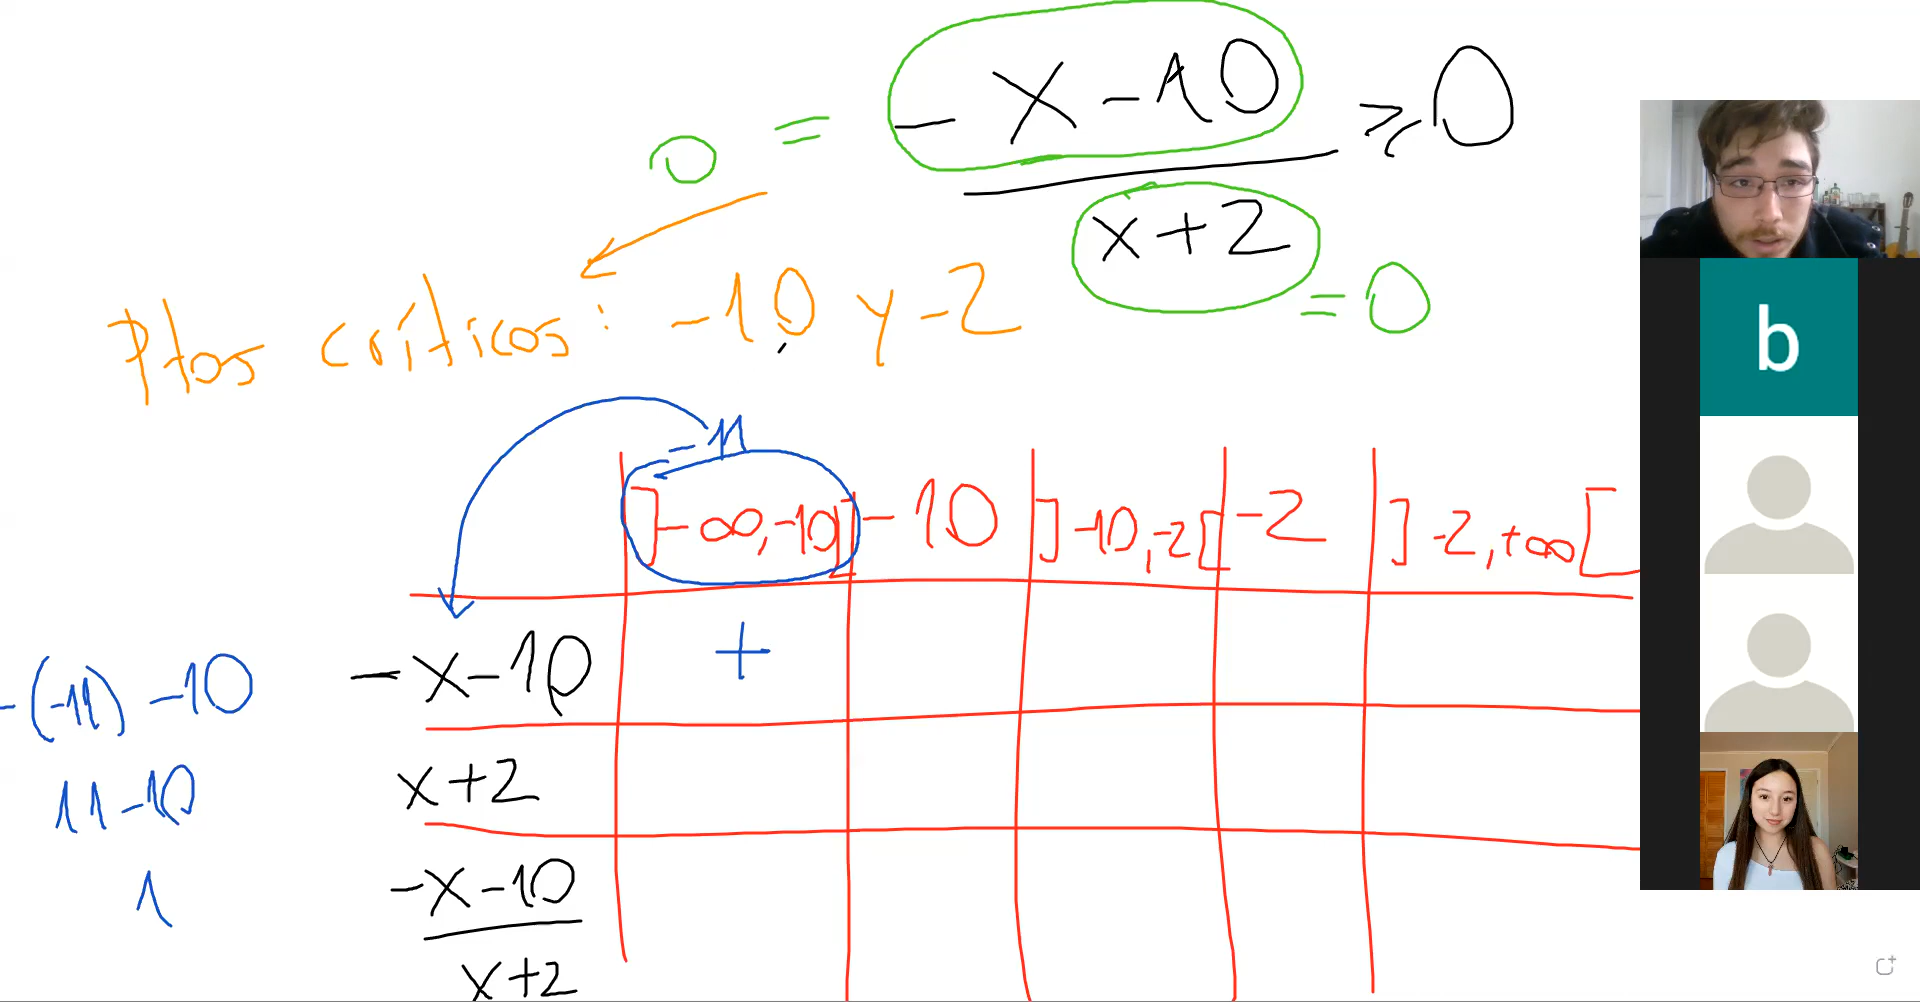 0 = -x-10 ≥ 0
x+2 = 0
Ptos críticos: -10 y -2
-11
]-∞,-10[ -10 ]-10,-2[ -2 ]-2,+∞[
-(-11) -10 -x-10 +
11-10 x+2
1 -x-10
x+2
b